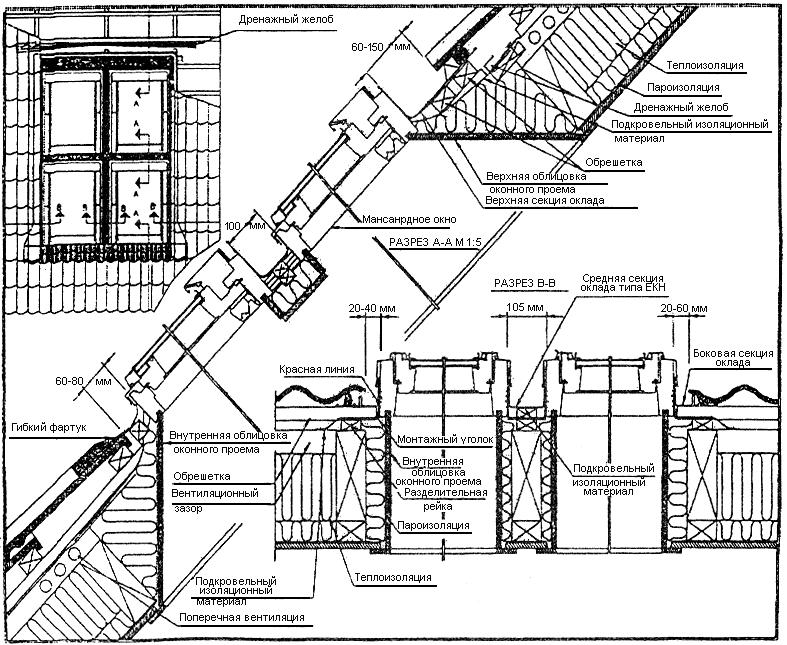 Дренажный желоб
60-150 мм
Теплоизоляция
Пароизоляция
Дренажный желоб
Подкровельный изоляционный
материал
Обрешетка
Верхняя облицовка
оконного проема
Верхняя секция оклада
Мансардное окно
100 мм
РАЗРЕЗ А-А М 1:5
А
А
А
А
В
В
В
В
РАЗРЕЗ В-В
Средняя секция
оклада типа EKH
20-40 мм
105 мм
20-60 мм
Боковая секция
оклада
Красная линия
60-80 мм
Гибкий фартук
Внутренняя облицовка
оконного проема
Обрешетка
Вентиляционный
зазор
Монтажный уголок
Внутренняя
облицовка
оконного проема
Разделительная
рейка
Пароизоляция
Подкровельный
изоляционный
материал
Подкровельный
изоляционный
материал
Теплоизоляция
Поперечная вентиляция